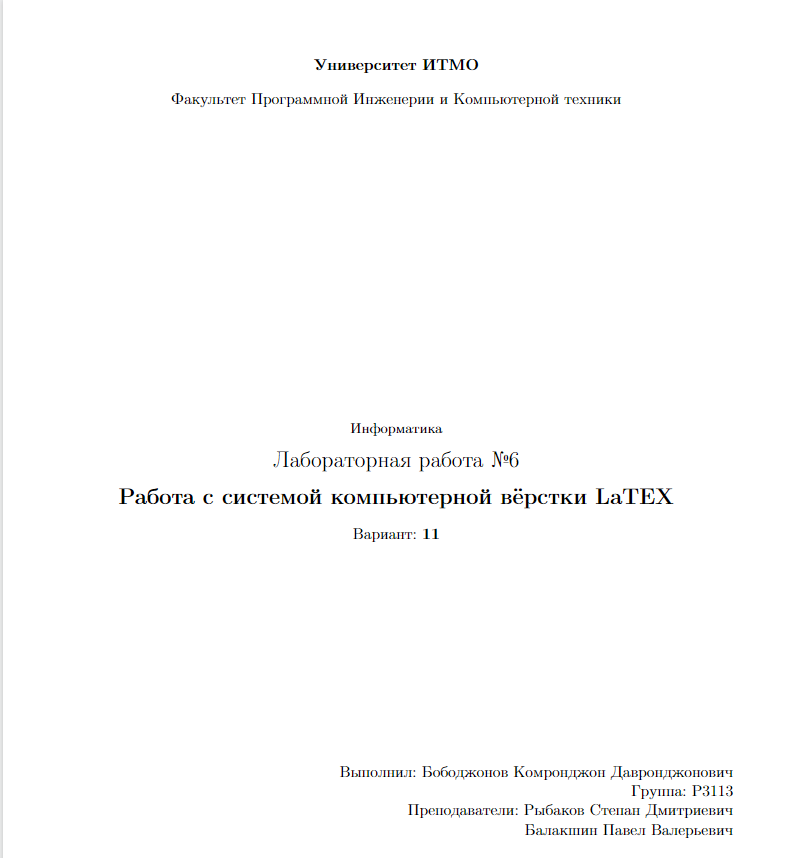 Университет ИТМО
Факультет Программной Инженерии и Компьютерной техники
Информатика
Лабораторная работа №6
Работа с системой компьютерной вёрстки LaTEX
Вариант: 11
Выполнил: Бободжонов Комронджон Давронджонович
Группа: P3113
Преподаватели: Рыбаков Степан Дмитриевич
Балакшин Павел Валерьевич